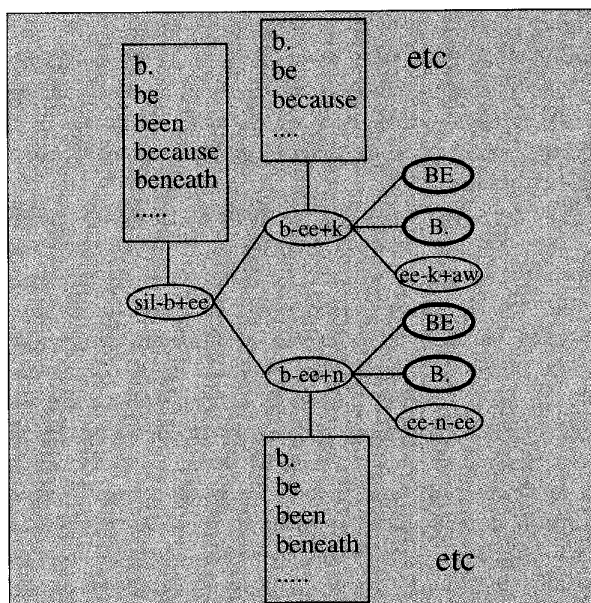 b.
be
been
because
beneath
.....
b.
be
because
....
etc
sil-b+ee
b-ee+k
BE
B.
ee-k+aw
b-ee+n
BE
B.
ee-n-ee
b.
be
been
beneath
.....
etc